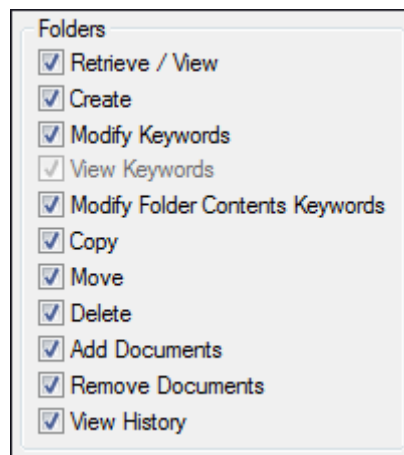 Folders
Retrieve / View
Create
Modify Keywords
View Keywords
Modify Folder Contents Keywords
Copy
Move
Delete
Add Documents
Remove Documents
View History